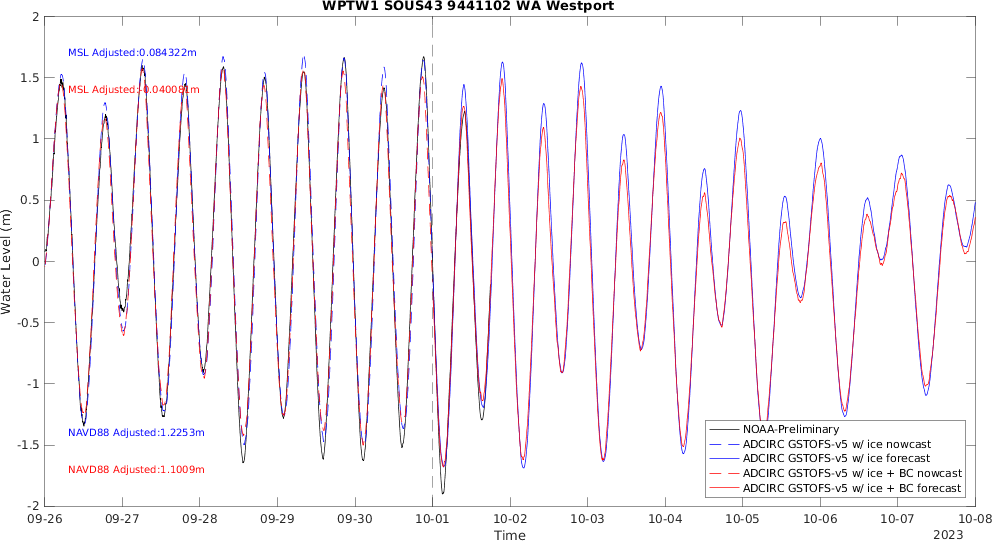 WPTW1 SOUS43 9441102 WA Westport
2
1.5
1
0.5
0
-0.5
-1
-1.5
-2
Water Level (m)
MSL Adjusted:0.084322m
MSL Adjusted:-0.040081m
NAVD88 Adjusted:1.2253m
NAVD88 Adjusted:1.1009m
NOAA-Preliminary
ADCIRC GSTOFS-v5 w/ ice nowcast
ADCIRC GSTOFS-v5 w/ ice forecast
ADCIRC GSTOFS-v5 w/ ice + BC nowcast
ADCIRC GSTOFS-v5 w/ ice + BC forecast
09-26 09-27 09-28 09-29 09-30 10-01 10-02 10-03 10-04 10-05 10-06 10-07 10-08
Time
2023